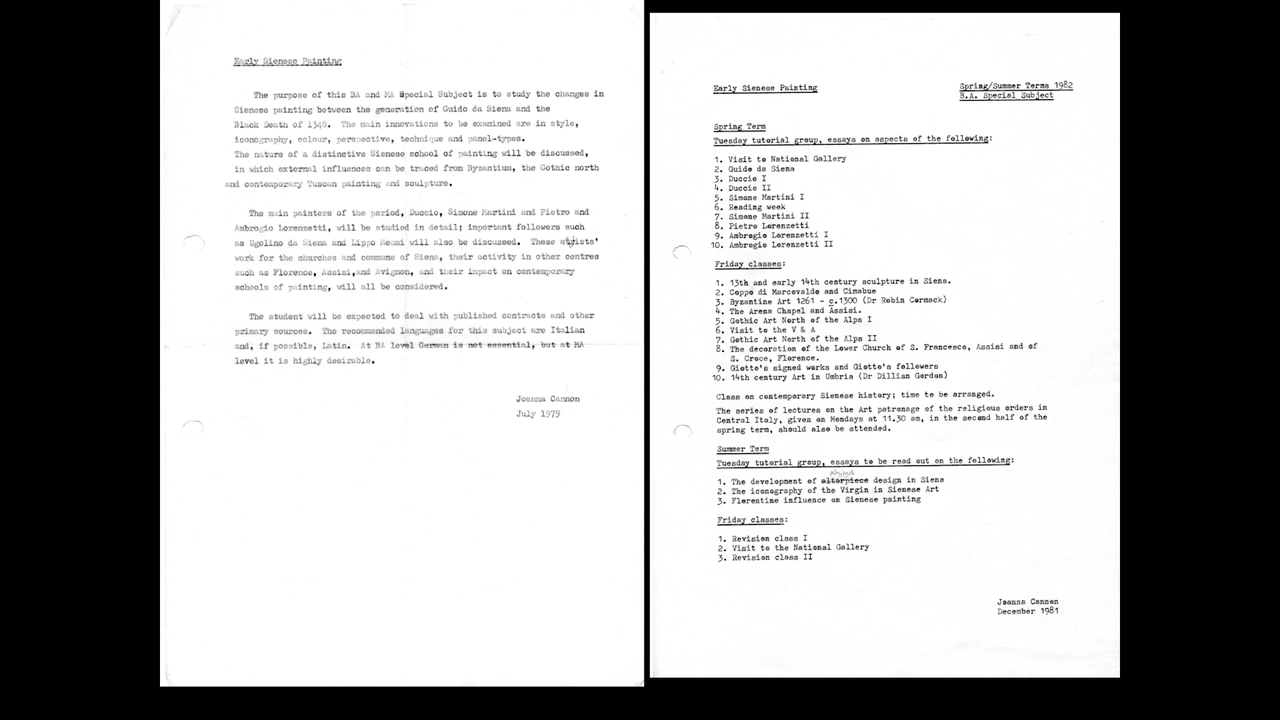 Early Sienese Painting
The purpose of this BA and MA Special Subject is to study the changes in
Sienese painting between the generation of Guido da Siena and the
Black Death of 1348. The main innovations to be examined are in style,
iconography, colour, perspective, technique and panel-types.
The nature of a distinctive Sienese school of painting will be discussed,
in which external influences can be traced from Byzantium, the Gothic north
and contemporary Tuscan painting and sculpture.
The main painters of the period, Duccio, Simone Martini and Pietro and
Ambrogio Lorenzetti, will be studied in detail; important followers such
as Ugolino da Siena and Lippo Memmi will also be discussed. These artists'
work for the churches and commune of Siena, their activity in other centres
such as Florence, Assisi,and Avignon, and their impact on contemporary
schools of painting, will all be considered.
The student will be expected to deal with published contracts and other
primary sources. The recommended languages for this subject are Italian
and, if possible, Latin. At BA level German is not essential, but at MA
level it is highly desirable.
Joanna Cannon
July 1979
Early Sienese Painting
Spring/Summer Terms 1982
B.A. Special Subject
Spring Term
Tuesday tutorial group, essays on aspects of the following:
1. Visit to National Gallery
2. Guido da Siena
3. Duccio I
4. Duccio II
5. Simone Martini I
6. Reading week
7. Simone Martini II
8. Pietro Lorenzetti
9. Ambrogio Lorenzetti I
10. Ambrogio Lorenzetti II
Friday classes:
1. 13th and early 14th century sculpture in Siena.
2. Coppo di Marcovaldo and Cimabue
3. Byzantine Art 1261 - c.1300 (Dr Robin Cormack)
4. The Arena Chapel and Assisi.
5. Gothic Art North of the Alps I
6. Visit to the V & A
7. Gothic Art North of the Alps II
8. The decoration of the Lower Church of S. Francesco, Assisi and of
S. Croce, Florence.
9. Giotto's signed works and Giotto's followers
10. 14th century Art in Umbria (Dr Dillian Gordon)
Class on contemporary Sienese history; time to be arranged.
The series of lectures on the Art patronage of the religious orders in
Central Italy, given on Mondays at 11.30 am, in the second half of the
spring term, should also be attended.
Summer Term
Tuesday tutorial group, essays to be read out on the following:
1. The development of altarpiece design in Siena
2. The iconography of the Virgin in Sienese Art
3. Florentine influence on Sienese painting
Friday classes:
1. Revision class I
2. Visit to the National Gallery
3. Revision class II
Joanna Cannon
December 1981